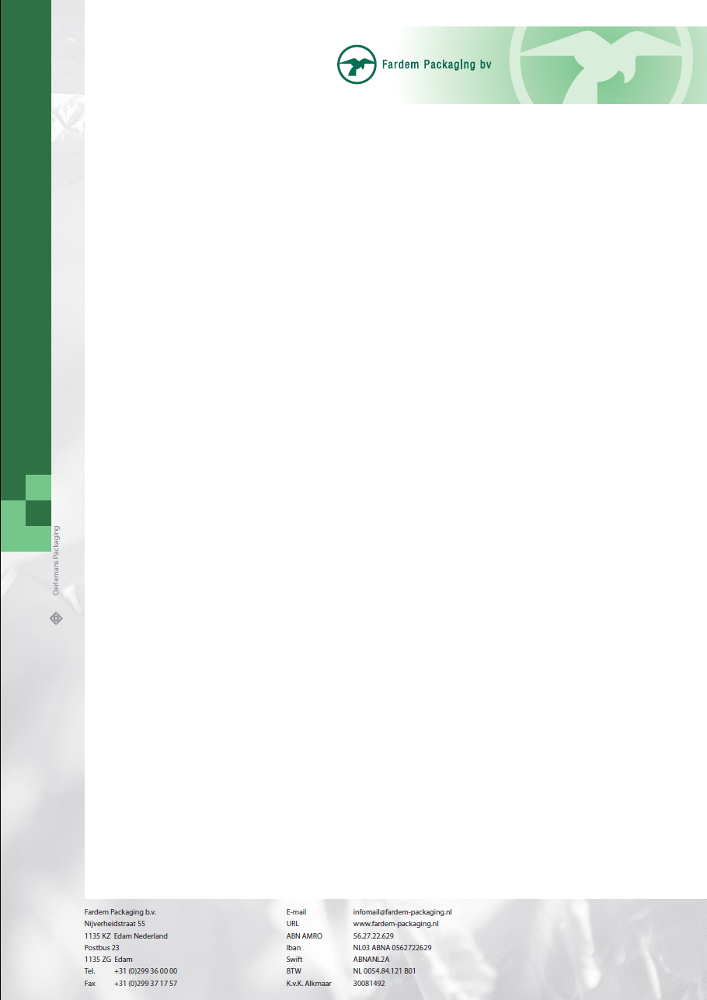 Fardem Packaging bv
Oerlemans Packaging
Fardem Packaging b.v.
Nijverheidstraat 55
1135 KZ Edam Nederland
Postbus 23
1135 ZG Edam
Tel. +31 (0)299 36 00 00
Fax +31 (0)299 37 17 57
E-mail infomail@fardem-packaging.nl
URL www.fardem-packaging.nl
ABN AMRO 56.27.22.629
Iban NL03 ABNA 0562722629
Swift ABNANL2A
BTW NL 0054.84.121 B01
K.v.K. Alkmaar 30081492